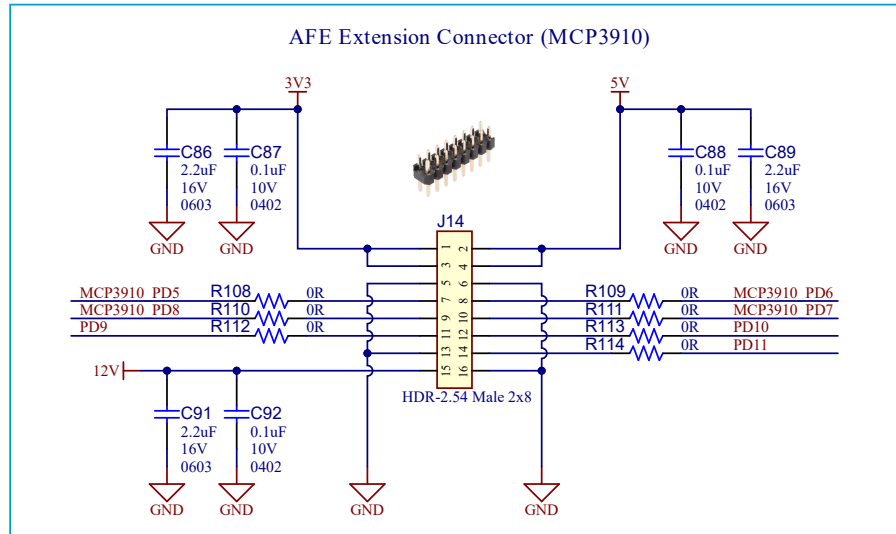 AFE Extension Connector (MCP3910)
3V3
5V
C86
2.2uF
16V
0603
C87
0.1uF
10V
0402
C88
0.1uF
10V
0402
C89
2.2uF
16V
0603
GND
GND
GND
GND
J14
1 2
3 4
5 6
MCP3910_PD5 R108 0R 7 8 R109 0R MCP3910_PD6
MCP3910_PD8 R110 0R 9 10 R111 0R MCP3910_PD7
PD9 R112 0R 11 12 R113 0R PD10
13 14 R114 0R PD11
12V 15 16
HDR-2.54 Male 2x8
C91
2.2uF
16V
0603
C92
0.1uF
10V
0402
GND
GND
GND
GND